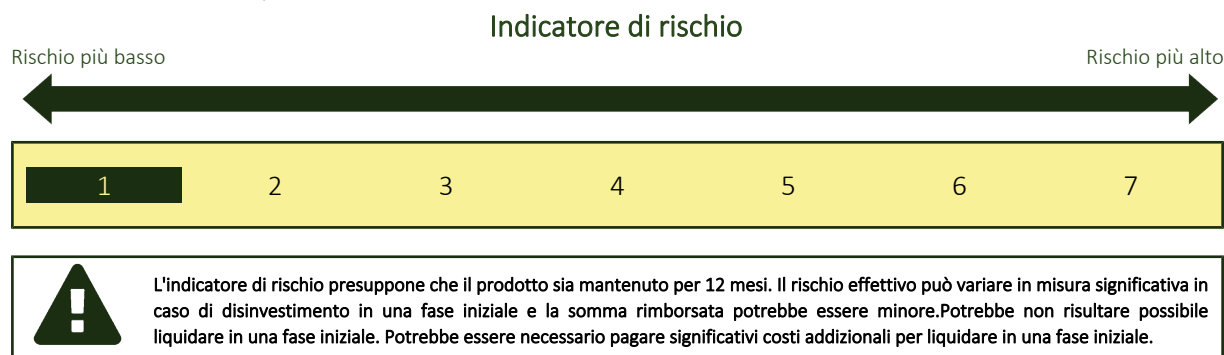 Indicatore di rischio
Rischio più basso
Rischio più alto
1 2 3 4 5 6 7
L'indicatore di rischio presuppone che il prodotto sia mantenuto per 12 mesi. Il rischio effettivo può variare in misura significativa in
caso di disinvestimento in una fase iniziale e la somma rimborsata potrebbe essere minore.Potrebbe non risultare possibile
liquidare in una fase iniziale. Potrebbe essere necessario pagare significativi costi addizionali per liquidare in una fase iniziale.